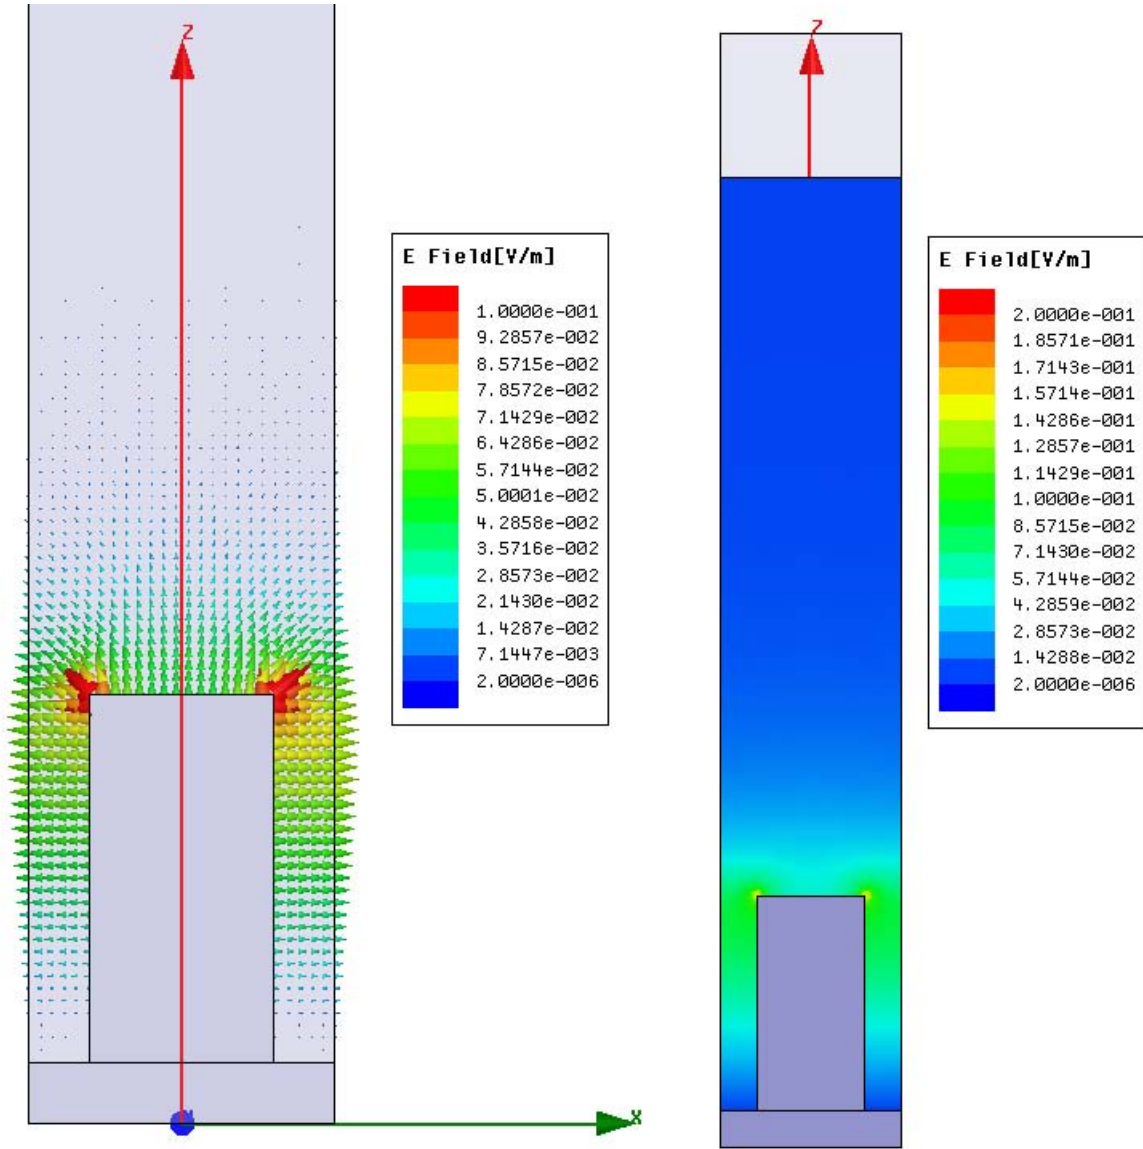 Z
E Field[V/m]
1.0000e-001
9.2857e-002
8.5715e-002
7.8572e-002
7.1429e-002
6.4286e-002
5.7144e-002
5.0001e-002
4.2858e-002
3.5716e-002
2.8573e-002
2.1430e-002
1.4287e-002
7.1447e-003
2.0000e-006
X
Z
E Field[V/m]
2.0000e-001
1.8571e-001
1.7143e-001
1.5714e-001
1.4286e-001
1.2857e-001
1.1429e-001
1.0000e-001
8.5715e-002
7.1430e-002
5.7144e-002
4.2859e-002
2.8573e-002
1.4288e-002
2.0000e-006